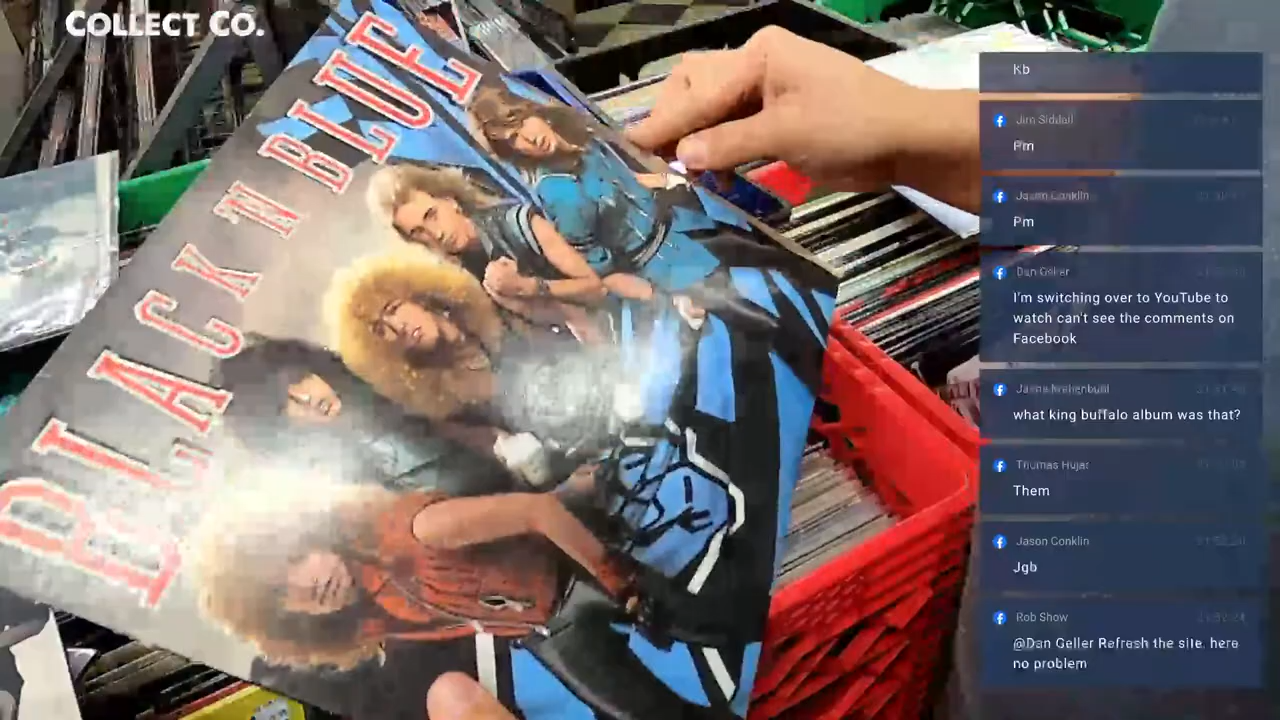 COLLECT CO.
BLACK 'N BLUE
Kb
Jim Siddall
Pm
Jason Conklin
Pm
Dan Geller
I'm switching over to YouTube to
watch can't see the comments on
Facebook
what king buffalo album was that?
Thomas Hujar
Them
Jason Conklin
Jgb
Rob Show
@Dan Geller Refresh the site. here
no problem